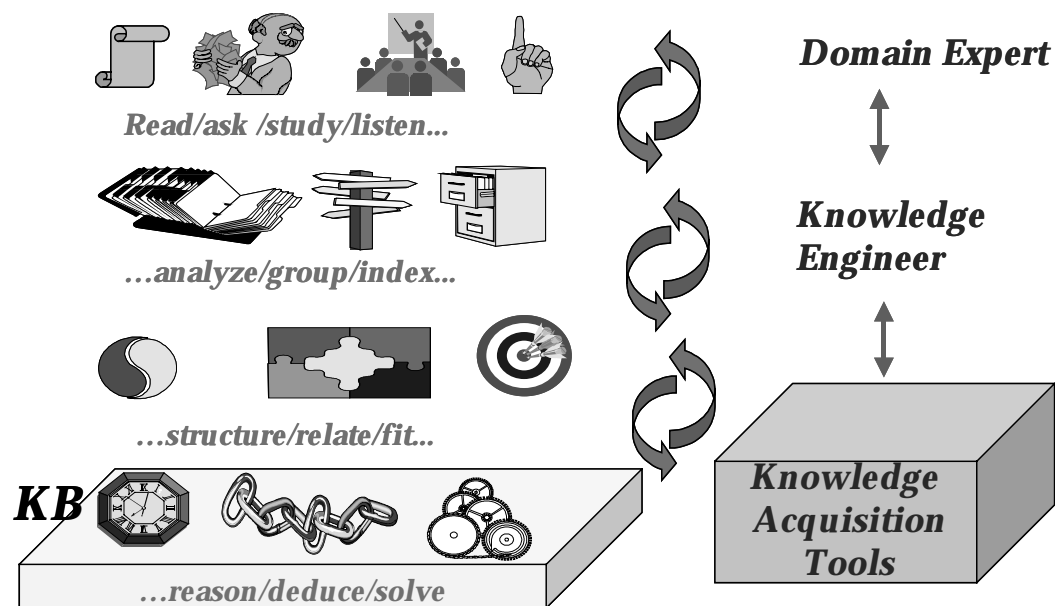 Domain Expert
Read/ask /study/listen...
Knowledge
Engineer
...analyze/group/index...
...structure/relate/fit...
KB
Knowledge
Acquisition
Tools
...reason/deduce/solve